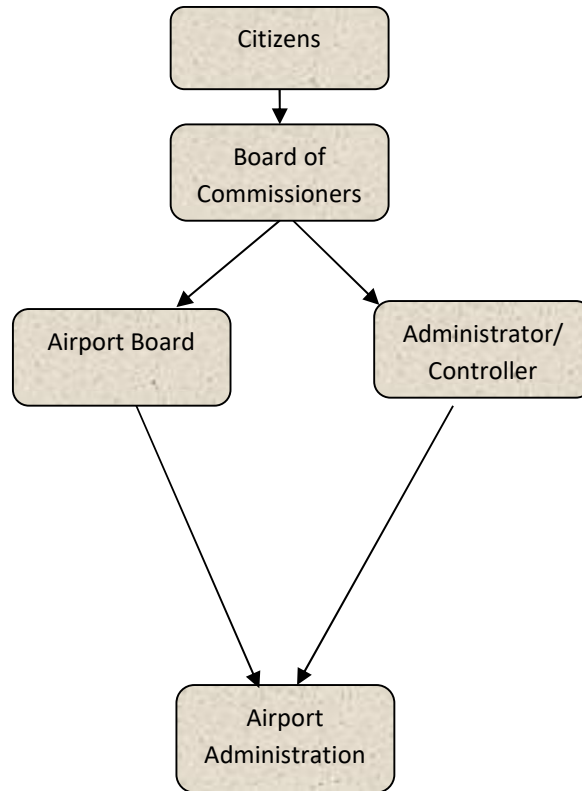 Citizens
Board of
Commissioners
Airport Board
Administrator/
Controller
Airport
Administration